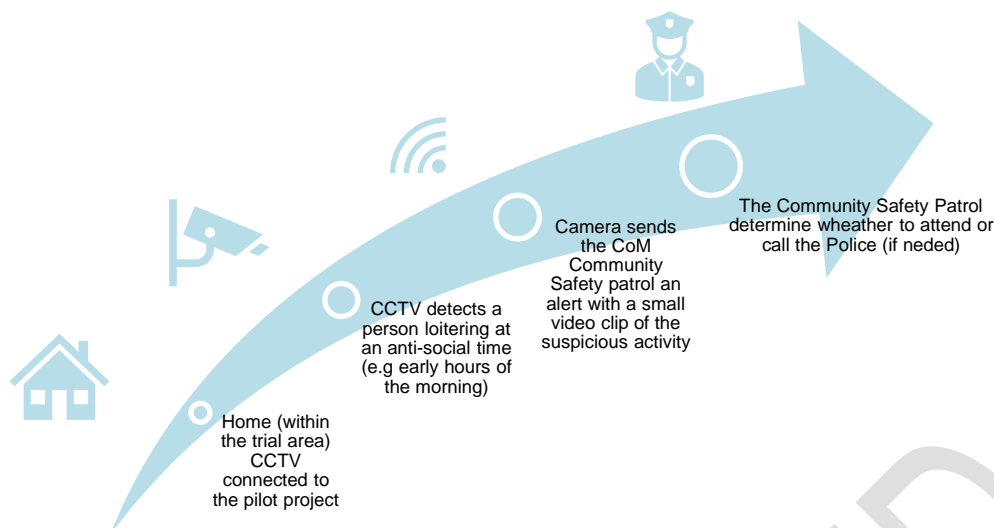 Home (within
the trial area)
CCTV
connected to
the pilot project
CCTV detects a
person loitering at
an anti-social time
(e.g early hours of
the morning)
Camera sends
the CoM
Community
Safety patrol an
alert with a small
video clip of the
suspicious activity
The Community Safety Patrol
determine wheather to attend or
call the Police (if neded)